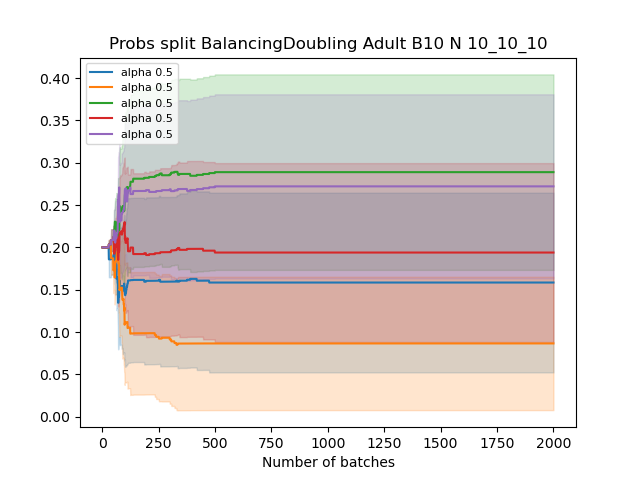 Probs split BalancingDoubling Adult B10 N 10_10_10
0.40
0.35
0.30
0.25
0.20
0.15
0.10
0.05
0.00
alpha 0.5
alpha 0.5
alpha 0.5
alpha 0.5
alpha 0.5
0 250 500 750 1000 1250 1500 1750 2000
Number of batches